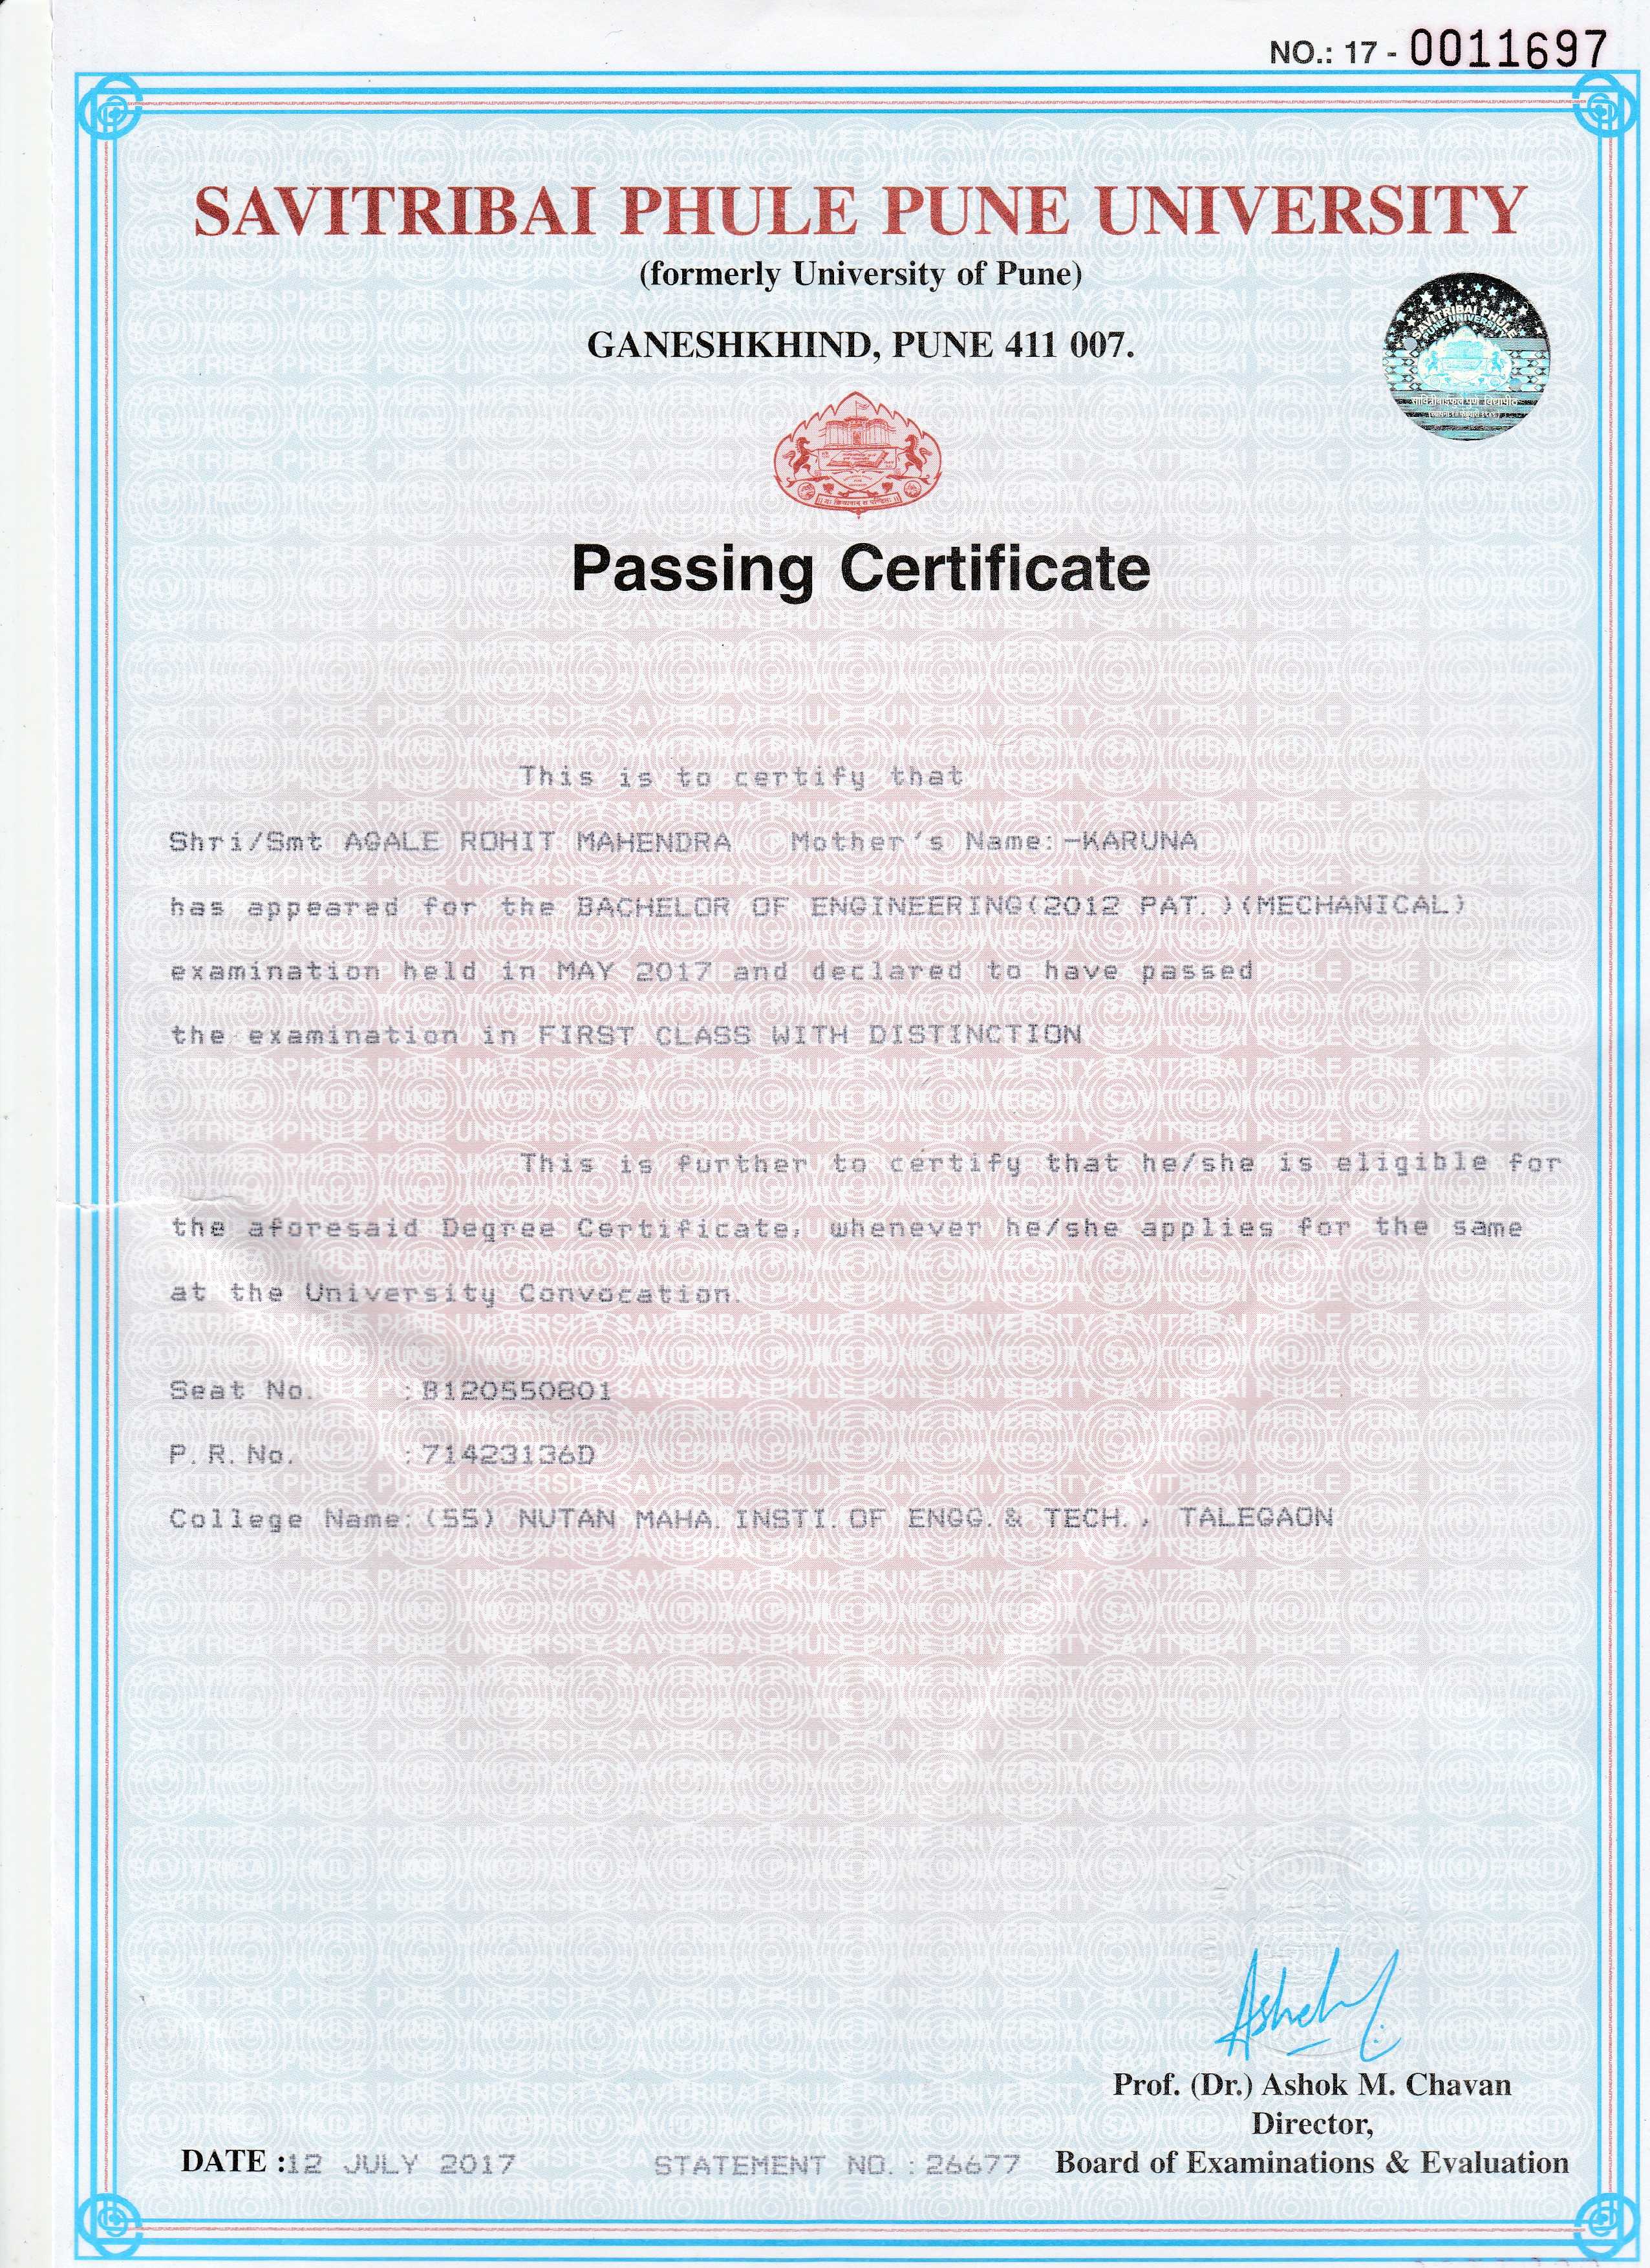 NO.: 17 - 0011697
SAVITRIBAI PHULE PUNE UNIVERSITY
(formerly University of Pune)
GANESHKHIND, PUNE 411 007.
SAVITRIBAI PHULE
PUNE UNIVERSITY
Passing Certificate
This is to certify that
Shri/Smt AGALE ROHIT MAHENDRA Mother's Name:-KARUNA
has appeared for the BACHELOR OF ENGINEERING(2012 PAT.)(MECHANICAL)
examination held in MAY 2017 and declared to have passed
the examination in FIRST CLASS WITH DISTINCTION
This is further to certify that he/she is eligible for
the aforesaid Degree Certificate, whenever he/she applies for the same
at the University Convocation.
Seat No. :B120550801
P.R.No. :71423136D
College Name:(55) NUTAN MAHA.INSTI.OF ENGG.& TECH., TALEGAON
Prof. (Dr.) Ashok M. Chavan
Director,
DATE :12 JULY 2017 STATEMENT NO.:26677 Board of Examinations & Evaluation